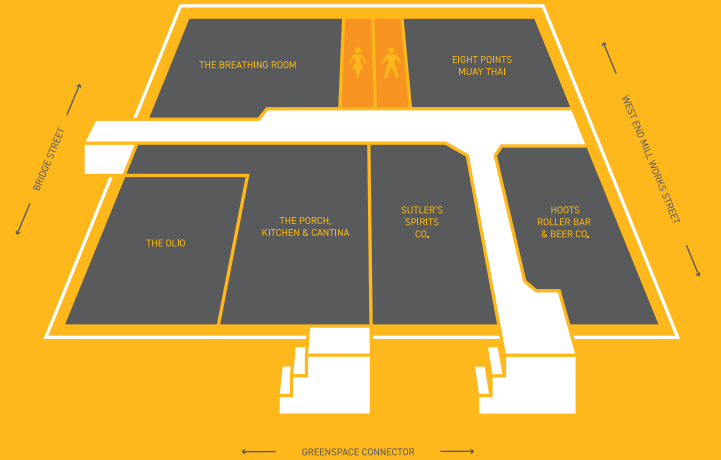 THE BREATHING ROOM
EIGHT POINTS
MUAY THAI
BRIDGE STREET
WEST END MILL WORKS STREET
THE OLIO
THE PORCH,
KITCHEN & CANTINA
SUTLER'S
SPIRITS
CO.
HOOTS
ROLLER BAR
& BEER CO.
GREENSPACE CONNECTOR